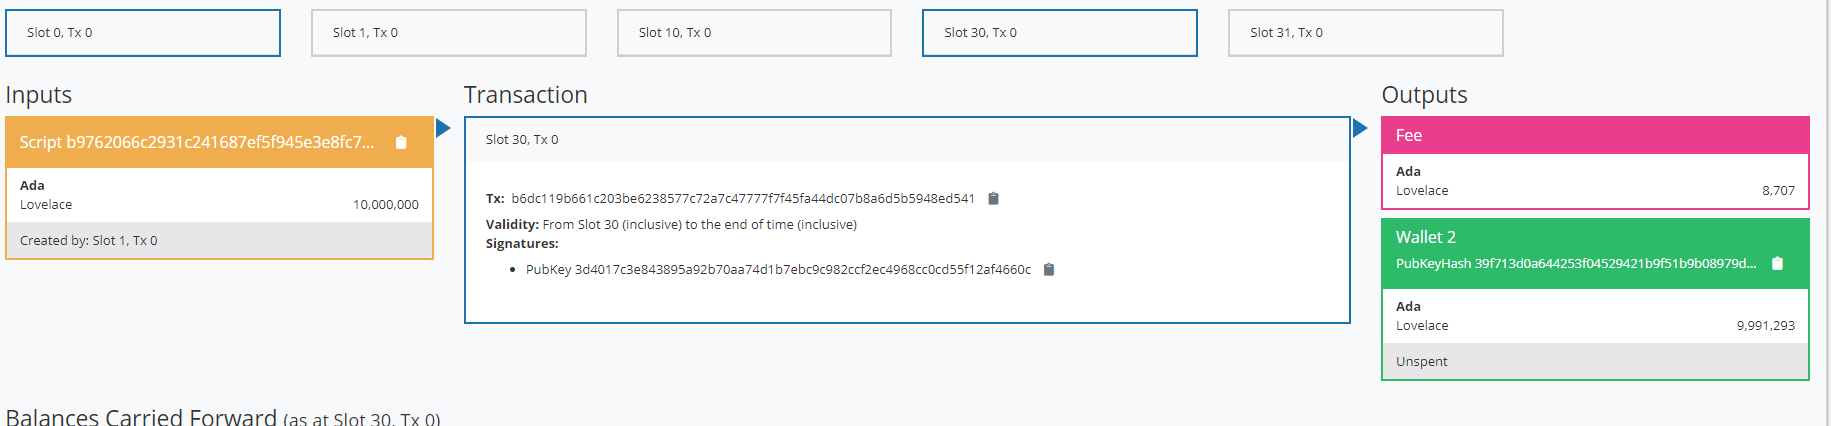 Slot 0, Tx 0
Slot 1, Tx 0
Slot 10, Tx 0
Slot 30, Tx 0
Slot 31, Tx 0
Inputs
Script b9762066c2931c241687ef5f945e3e8fc7...
Ada
Lovelace 10,000,000
Created by: Slot 1, Tx 0
Transaction
Slot 30, Tx 0
Tx: b6dc119b661c203be6238577c72a7c47777f7f45fa44dc07b8a6d5b5948ed541
Validity: From Slot 30 (inclusive) to the end of time (inclusive)
Signatures:
• PubKey 3d4017c3e843895a92b70aa74d1b7ebc9c982ccf2ec4968cc0cd55f12af4660c
Outputs
Fee
Ada
Lovelace 8,707
Wallet 2
PubKeyHash 39f713d0a644253f04529421b9f51b9b08979d...
Ada
Lovelace 9,991,293
Unspent
Balances Carried Forward (as at Slot 30, Tx 0)